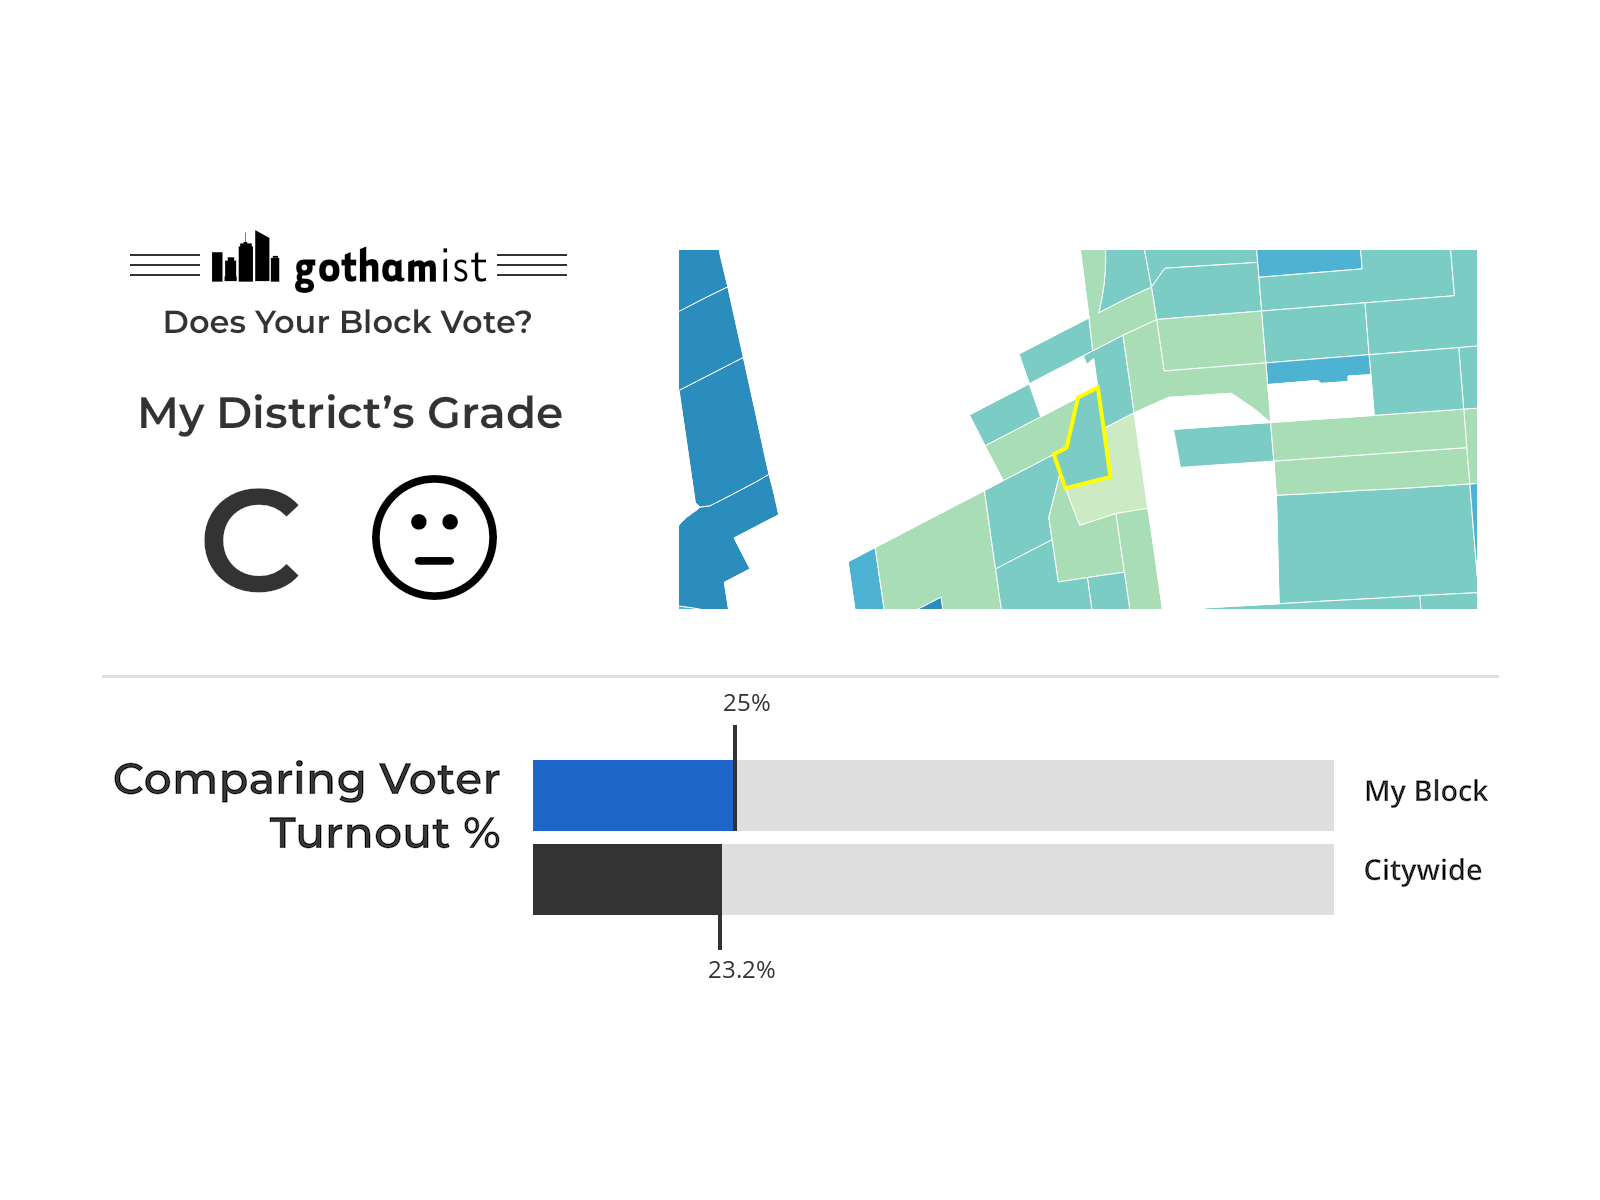 gothamist
Does Your Block Vote?
My District’s Grade
C
25%
Comparing Voter
Turnout %
My Block
Citywide
23.2%